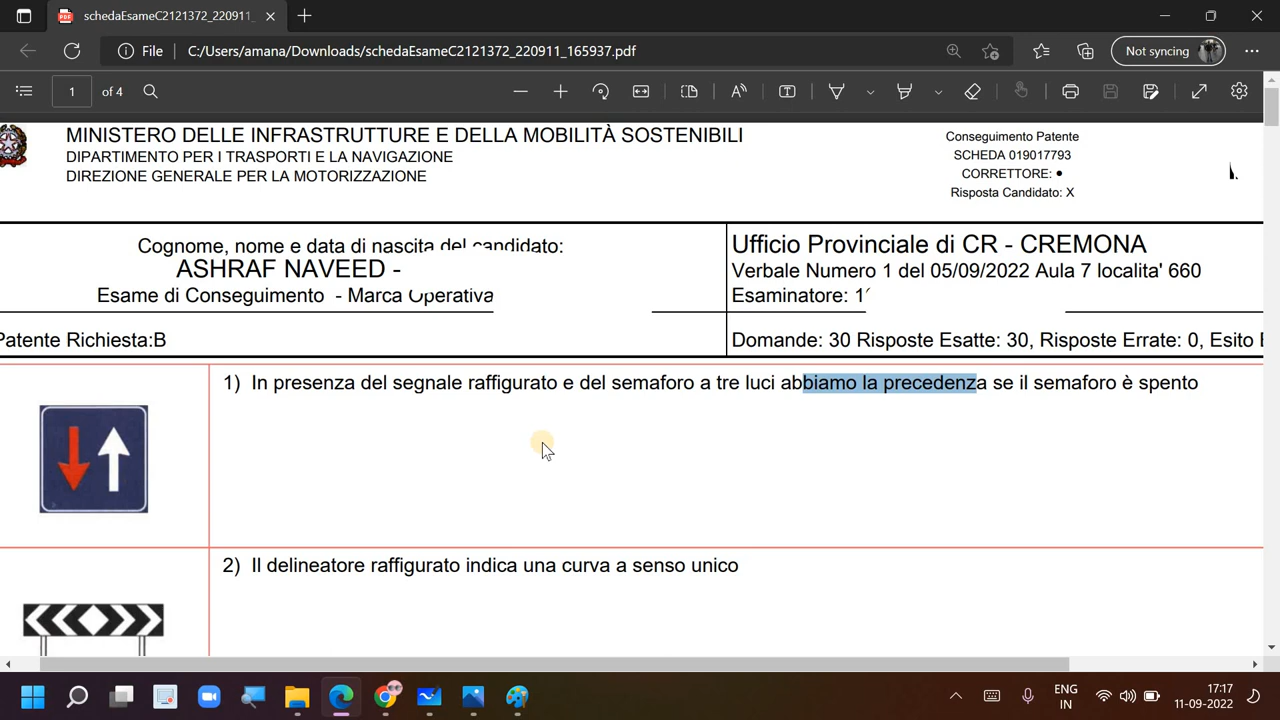 schedaEsameC2121372_220911_
File
C:/Users/amana/Downloads/schedaEsameC2121372_220911_165937.pdf
Not syncing
1 of 4
MINISTERO DELLE INFRASTRUTTURE E DELLA MOBILITÀ SOSTENIBILI
DIPARTIMENTO PER I TRASPORTI E LA NAVIGAZIONE
DIREZIONE GENERALE PER LA MOTORIZZAZIONE
Conseguimento Patente
SCHEDA 019017793
CORRETTORE: ●
Risposta Candidato: X
Cognome, nome e data di nascita del candidato:
ASHRAF NAVEED -
Esame di Conseguimento - Marca Operativa
Ufficio Provinciale di CR - CREMONA
Verbale Numero 1 del 05/09/2022 Aula 7 localita' 660
Esaminatore:
Patente Richiesta:B
Domande: 30 Risposte Esatte: 30, Risposte Errate: 0, Esito
1) In presenza del segnale raffigurato e del semaforo a tre luci abbiamo la precedenza se il semaforo è spento
2) Il delineatore raffigurato indica una curva a senso unico
ENG
IN
17:17
11-09-2022